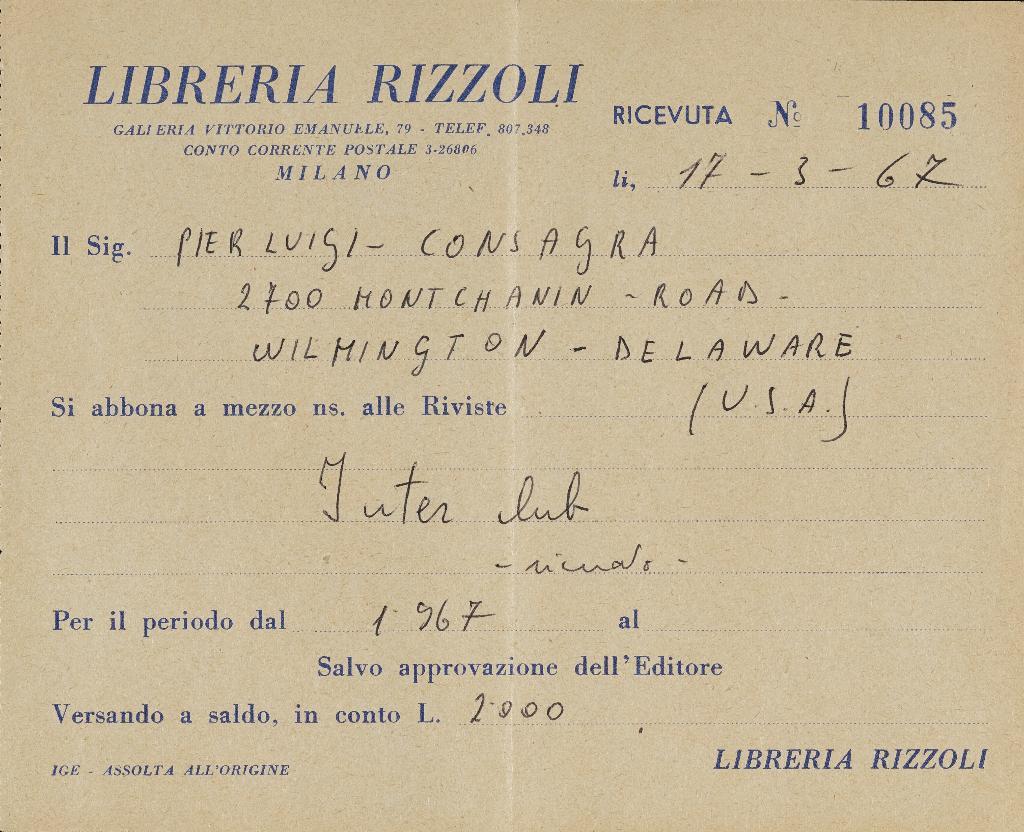 LIBRERIA RIZZOLI
GALLERIA VITTORIO EMANUELE, 79 - TELEF. 807.348
CONTO CORRENTE POSTALE 3-26806
MILANO
RICEVUTA № 10085
li, 17 - 3 - 67
Il Sig. PIER LUIGI - CONSAGRA
2700 MONTCHANIN - ROAD -
WILMINGTON - DELAWARE
(U.S.A.)
Si abbona a mezzo ns. alle Riviste
Inter club
Per il periodo dal 1967 al
Salvo approvazione dell'Editore
Versando a saldo, in conto L. 2000
IGE - ASSOLTA ALL'ORIGINE
LIBRERIA RIZZOLI